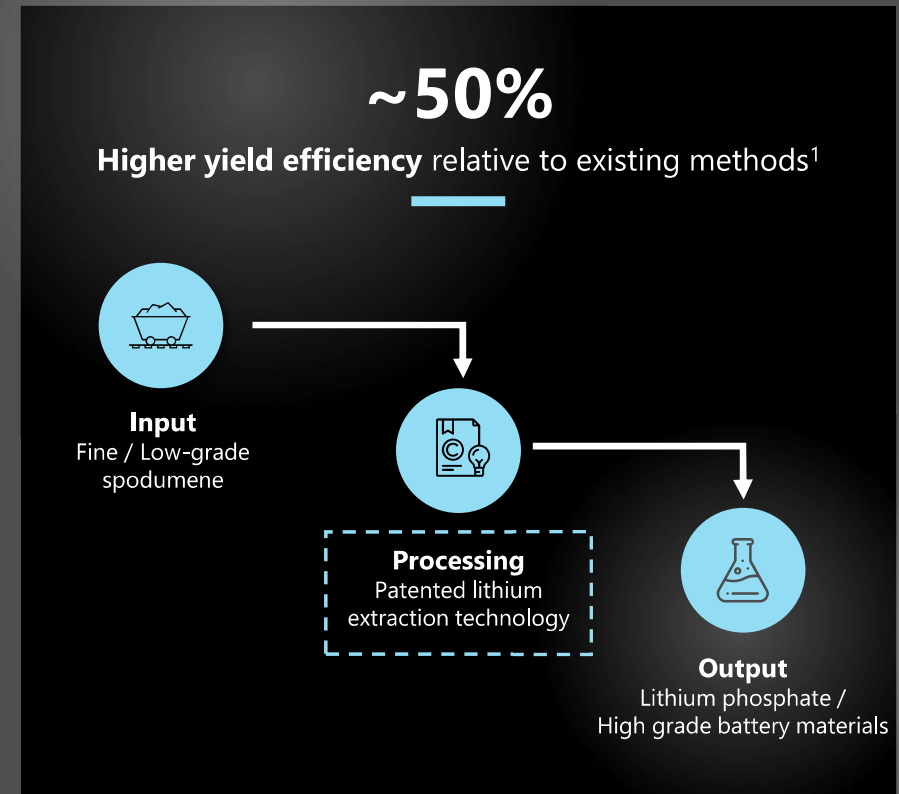 ~50%
Higher yield efficiency relative to existing methods¹
Input
Fine / Low-grade
spodumene
©
Processing
Patented lithium
extraction technology
Output
Lithium phosphate /
High grade battery materials